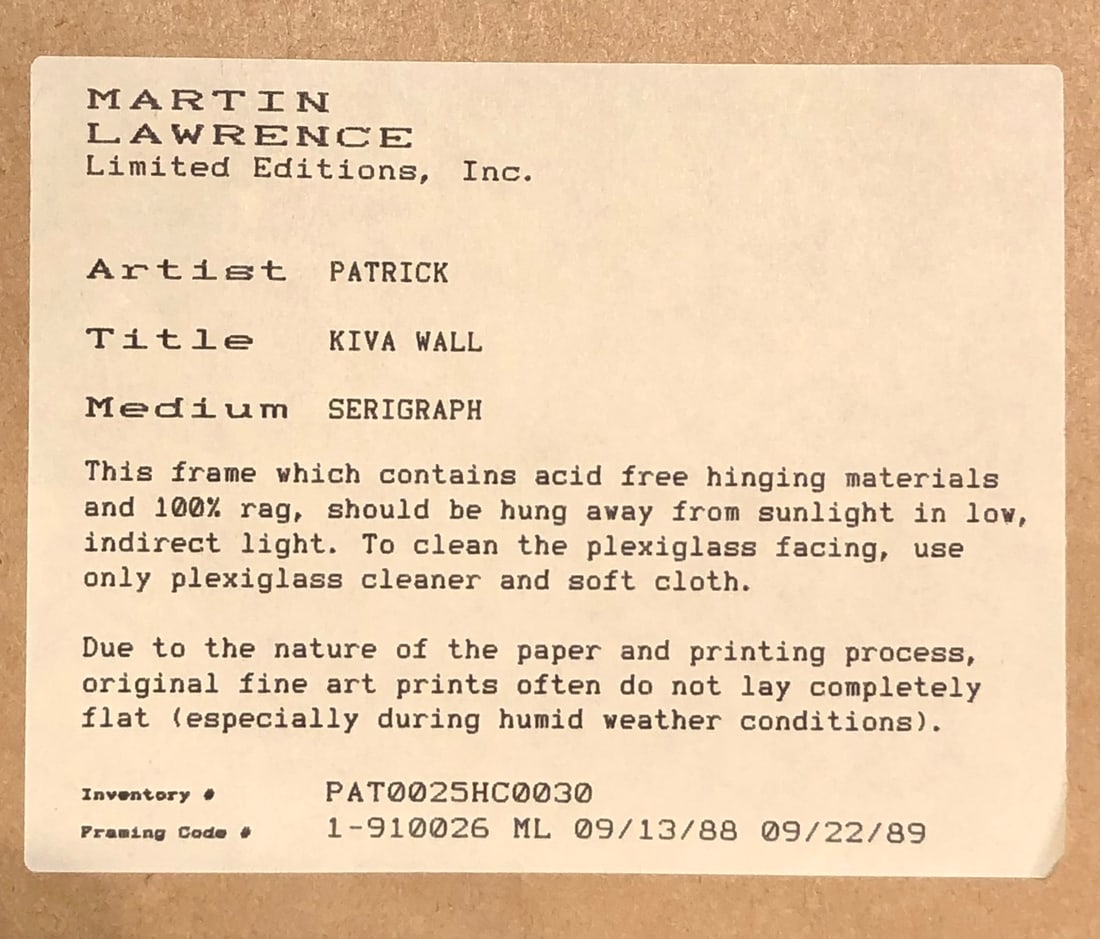 MARTIN
LAWRENCE
Limited Editions, Inc.
Artist PATRICK
Title KIVA WALL
Medium SERIGRAPH
This frame which contains acid free hinging materials
and 100% rag, should be hung away from sunlight in low,
indirect light. To clean the plexiglass facing, use
only plexiglass cleaner and soft cloth.
Due to the nature of the paper and printing process,
original fine art prints often do not lay completely
flat (especially during humid weather conditions).
Inventory # PAT0025HC0030
Framing Code # 1-910026 ML 09/13/88 09/22/89